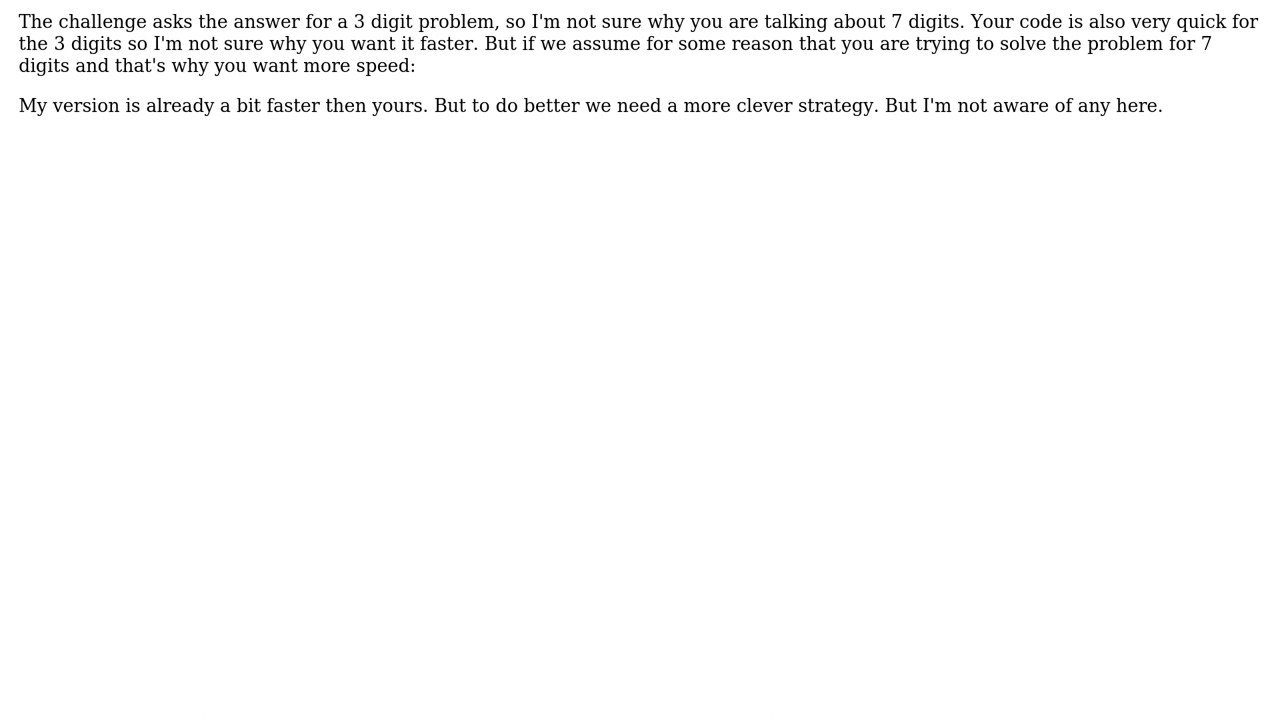 The challenge asks the answer for a 3 digit problem, so I'm not sure why you are talking about 7 digits. Your code is also very quick for
the 3 digits so I'm not sure why you want it faster. But if we assume for some reason that you are trying to solve the problem for 7
digits and that's why you want more speed:
My version is already a bit faster then yours. But to do better we need a more clever strategy. But I'm not aware of any here.